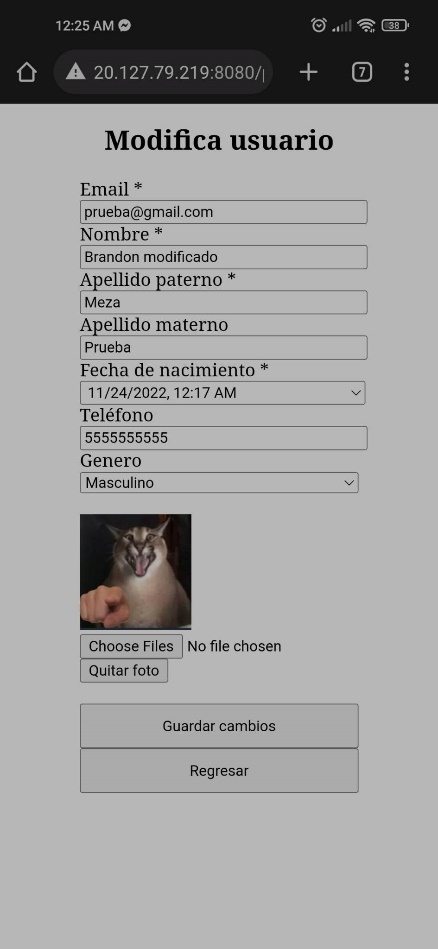 12:25 AM
38
20.127.79.219:8080/
7
Modifica usuario
Email *
prueba@gmail.com
Nombre *
Brandon modificado
Apellido paterno *
Meza
Apellido materno
Prueba
Fecha de nacimiento *
11/24/2022, 12:17 AM
Teléfono
5555555555
Genero
Masculino
Choose Files No file chosen
Quitar foto
Guardar cambios
Regresar